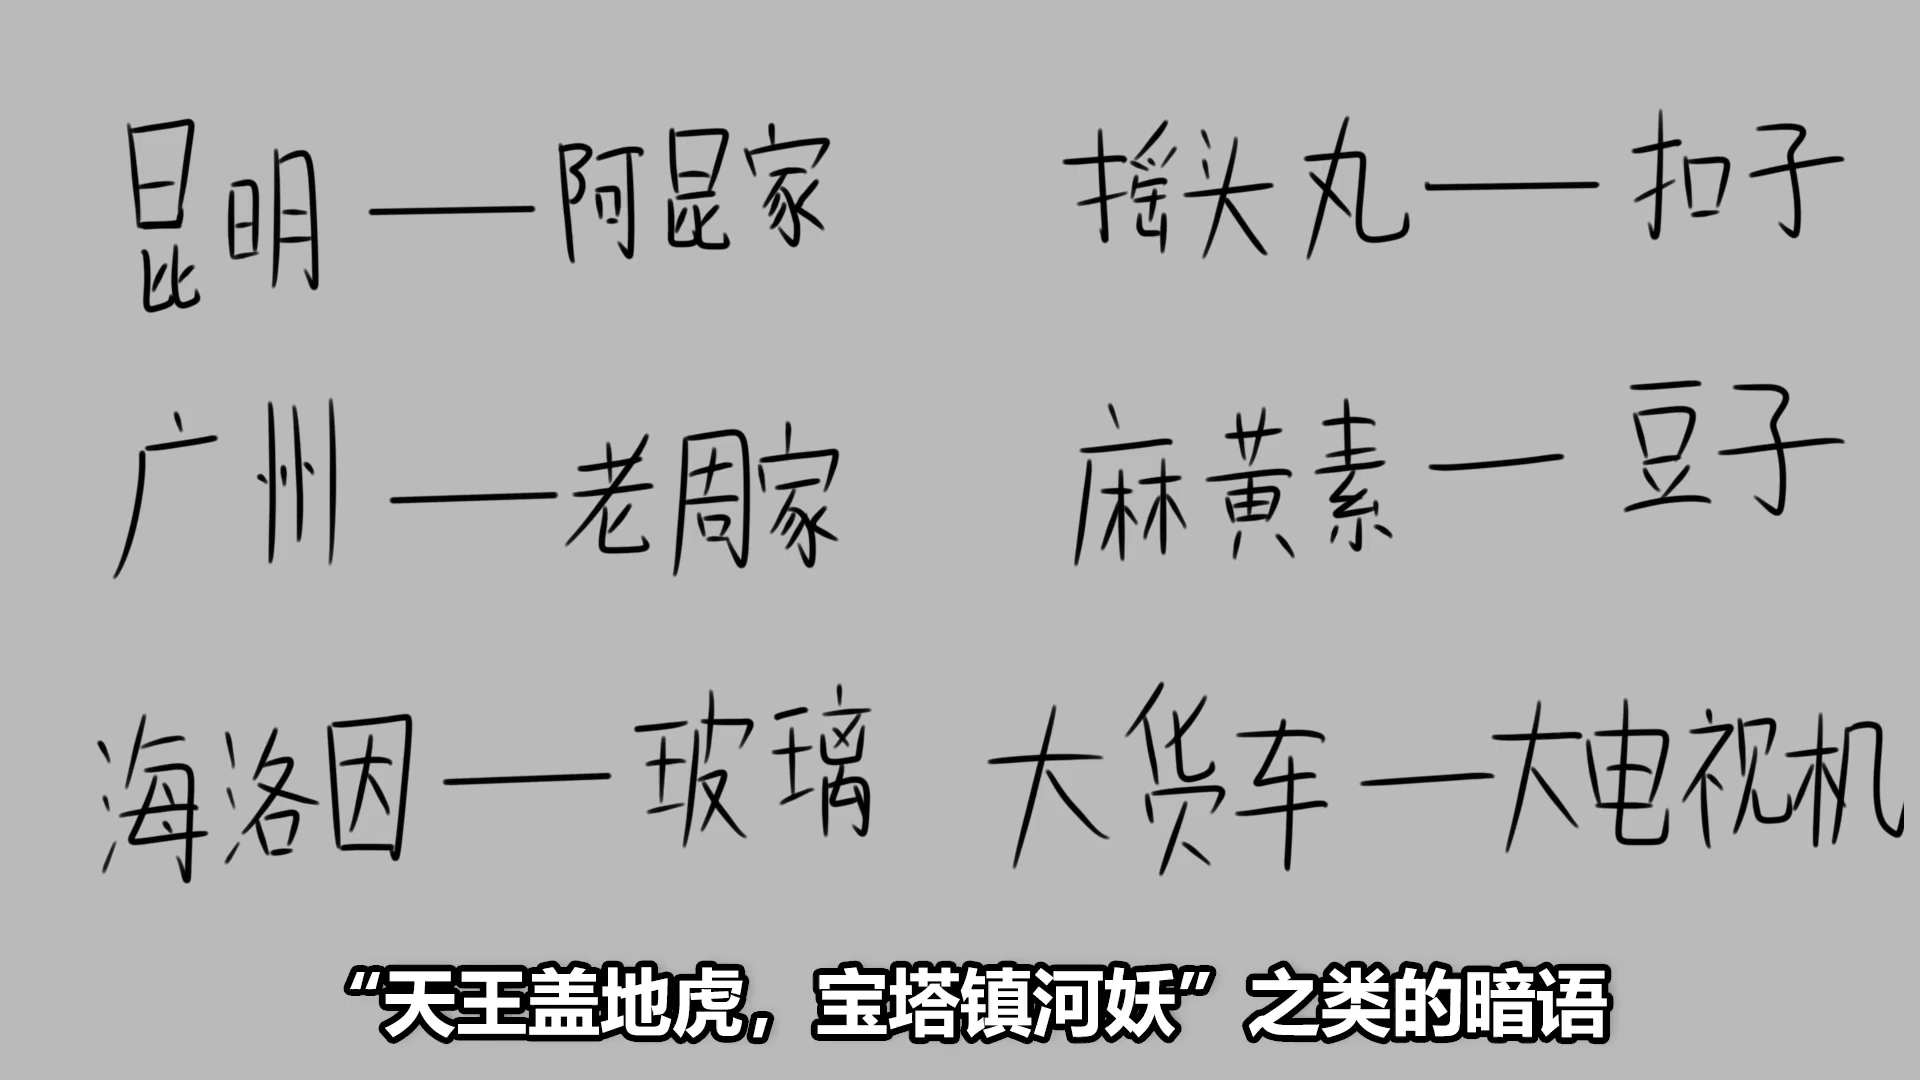 昆明——阿昆家 摇头丸——扣子
广州——老周家 麻黄素——豆子
海洛因——玻璃 大货车——大电视机
“天王盖地虎，宝塔镇河妖”之类的暗语